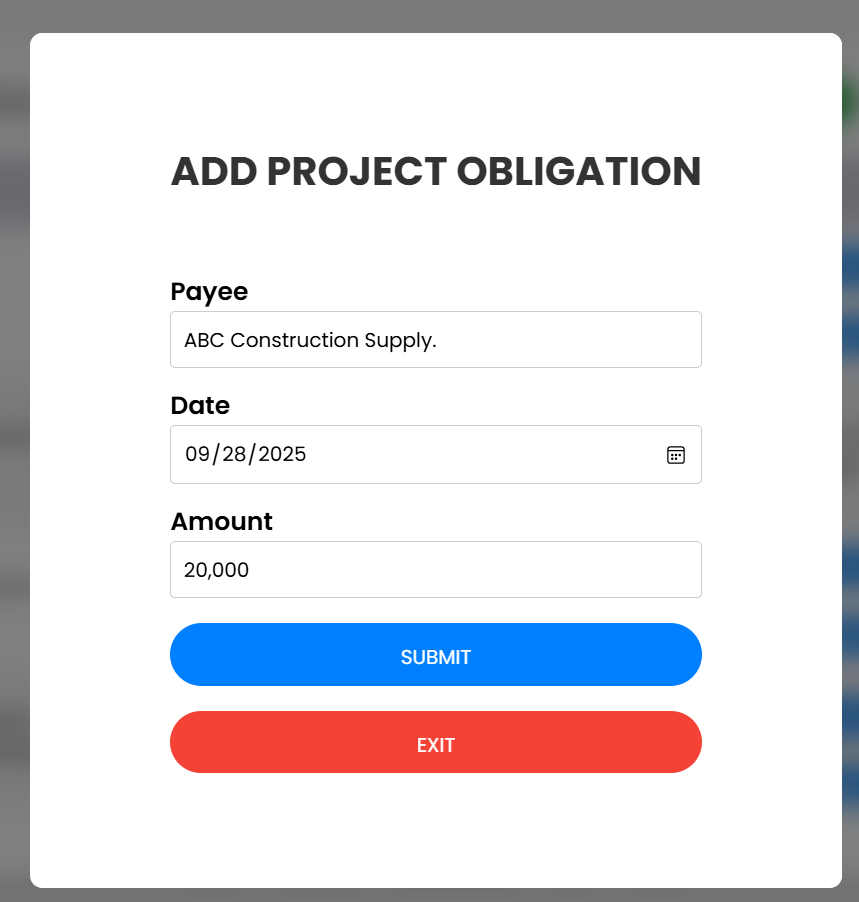 ADD PROJECT OBLIGATION
Payee
ABC Construction Supply.
Date
09/28/2025
Amount
20,000
SUBMIT
EXIT